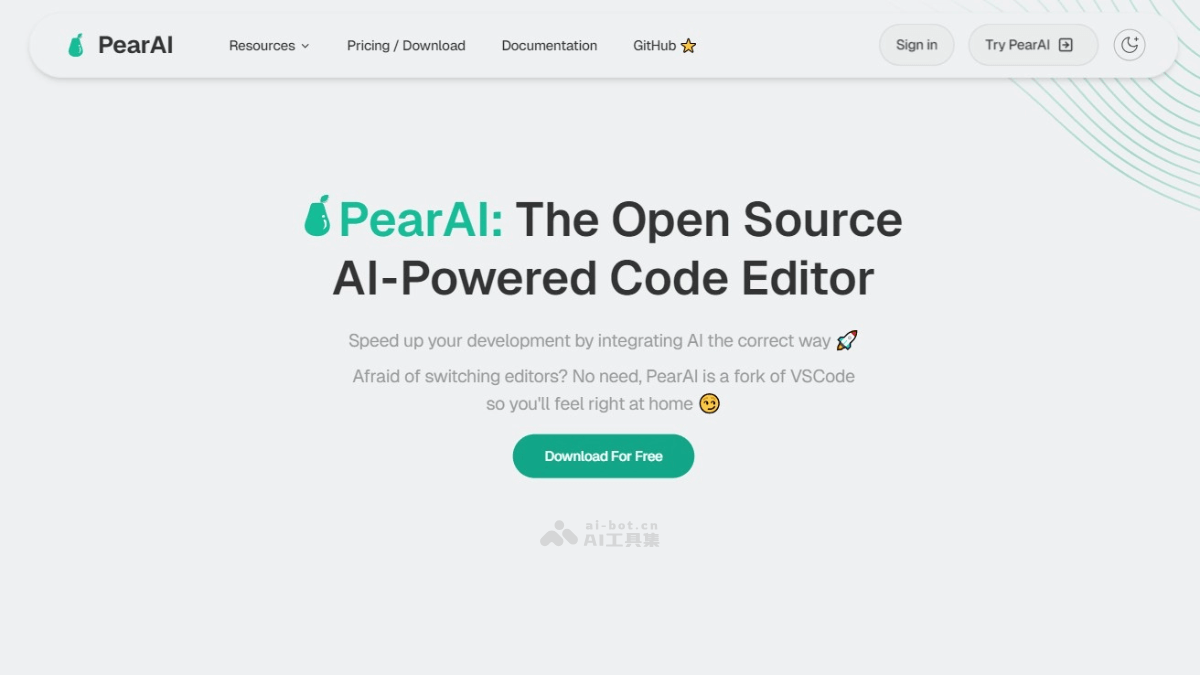 PearAI
Resources
Pricing / Download
Documentation
GitHub ⭐
Sign in
Try PearAI
PearAI: The Open Source
AI-Powered Code Editor
Speed up your development by integrating AI the correct way 🚀
Afraid of switching editors? No need, PearAI is a fork of VSCode
so you'll feel right at home 😏
Download For Free
ai-bot.cn
AI工具集